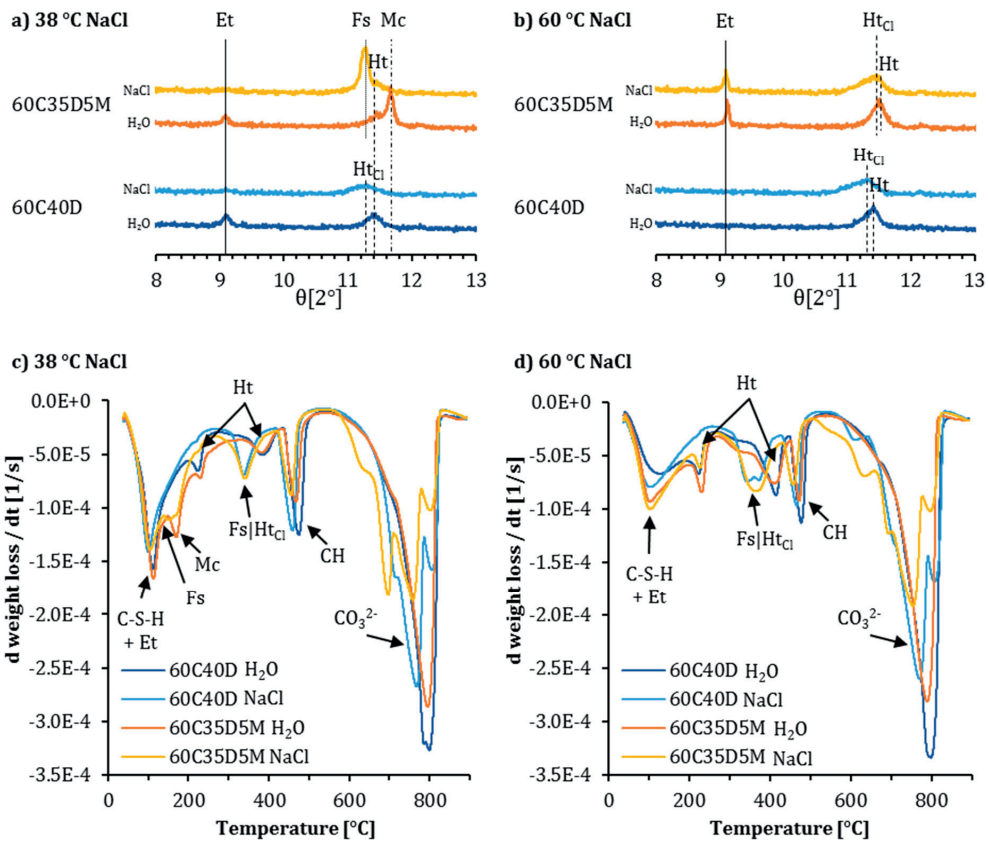 a) 38 °C NaCl
Et
Fs
Mc
Ht
NaCl
60C35D5M
H₂O
Ht_Cl
NaCl
60C40D
H₂O
8 9 10 11 12 13
θ[2°]
b) 60 °C NaCl
Et
Ht_Cl
Ht
NaCl
60C35D5M
H₂O
Ht_Cl
Ht
NaCl
60C40D
H₂O
8 9 10 11 12 13
θ[2°]
c) 38 °C NaCl
0.0E+0
-5.0E-5
-1.0E-4
-1.5E-4
-2.0E-4
-2.5E-4
-3.0E-4
-3.5E-4
d weight loss / dt [1/s]
Ht
Fs|Ht_Cl
CH
Mc
Fs
C-S-H
+ Et
CO₃²⁻
60C40D H₂O
60C40D NaCl
60C35D5M H₂O
60C35D5M NaCl
0 200 400 600 800
Temperature [°C]
d) 60 °C NaCl
0.0E+0
-5.0E-5
-1.0E-4
-1.5E-4
-2.0E-4
-2.5E-4
-3.0E-4
-3.5E-4
d weight loss / dt [1/s]
Ht
Fs|Ht_Cl
CH
C-S-H
+ Et
CO₃²⁻
60C40D H₂O
60C40D NaCl
60C35D5M H₂O
60C35D5M NaCl
0 200 400 600 800
Temperature [°C]